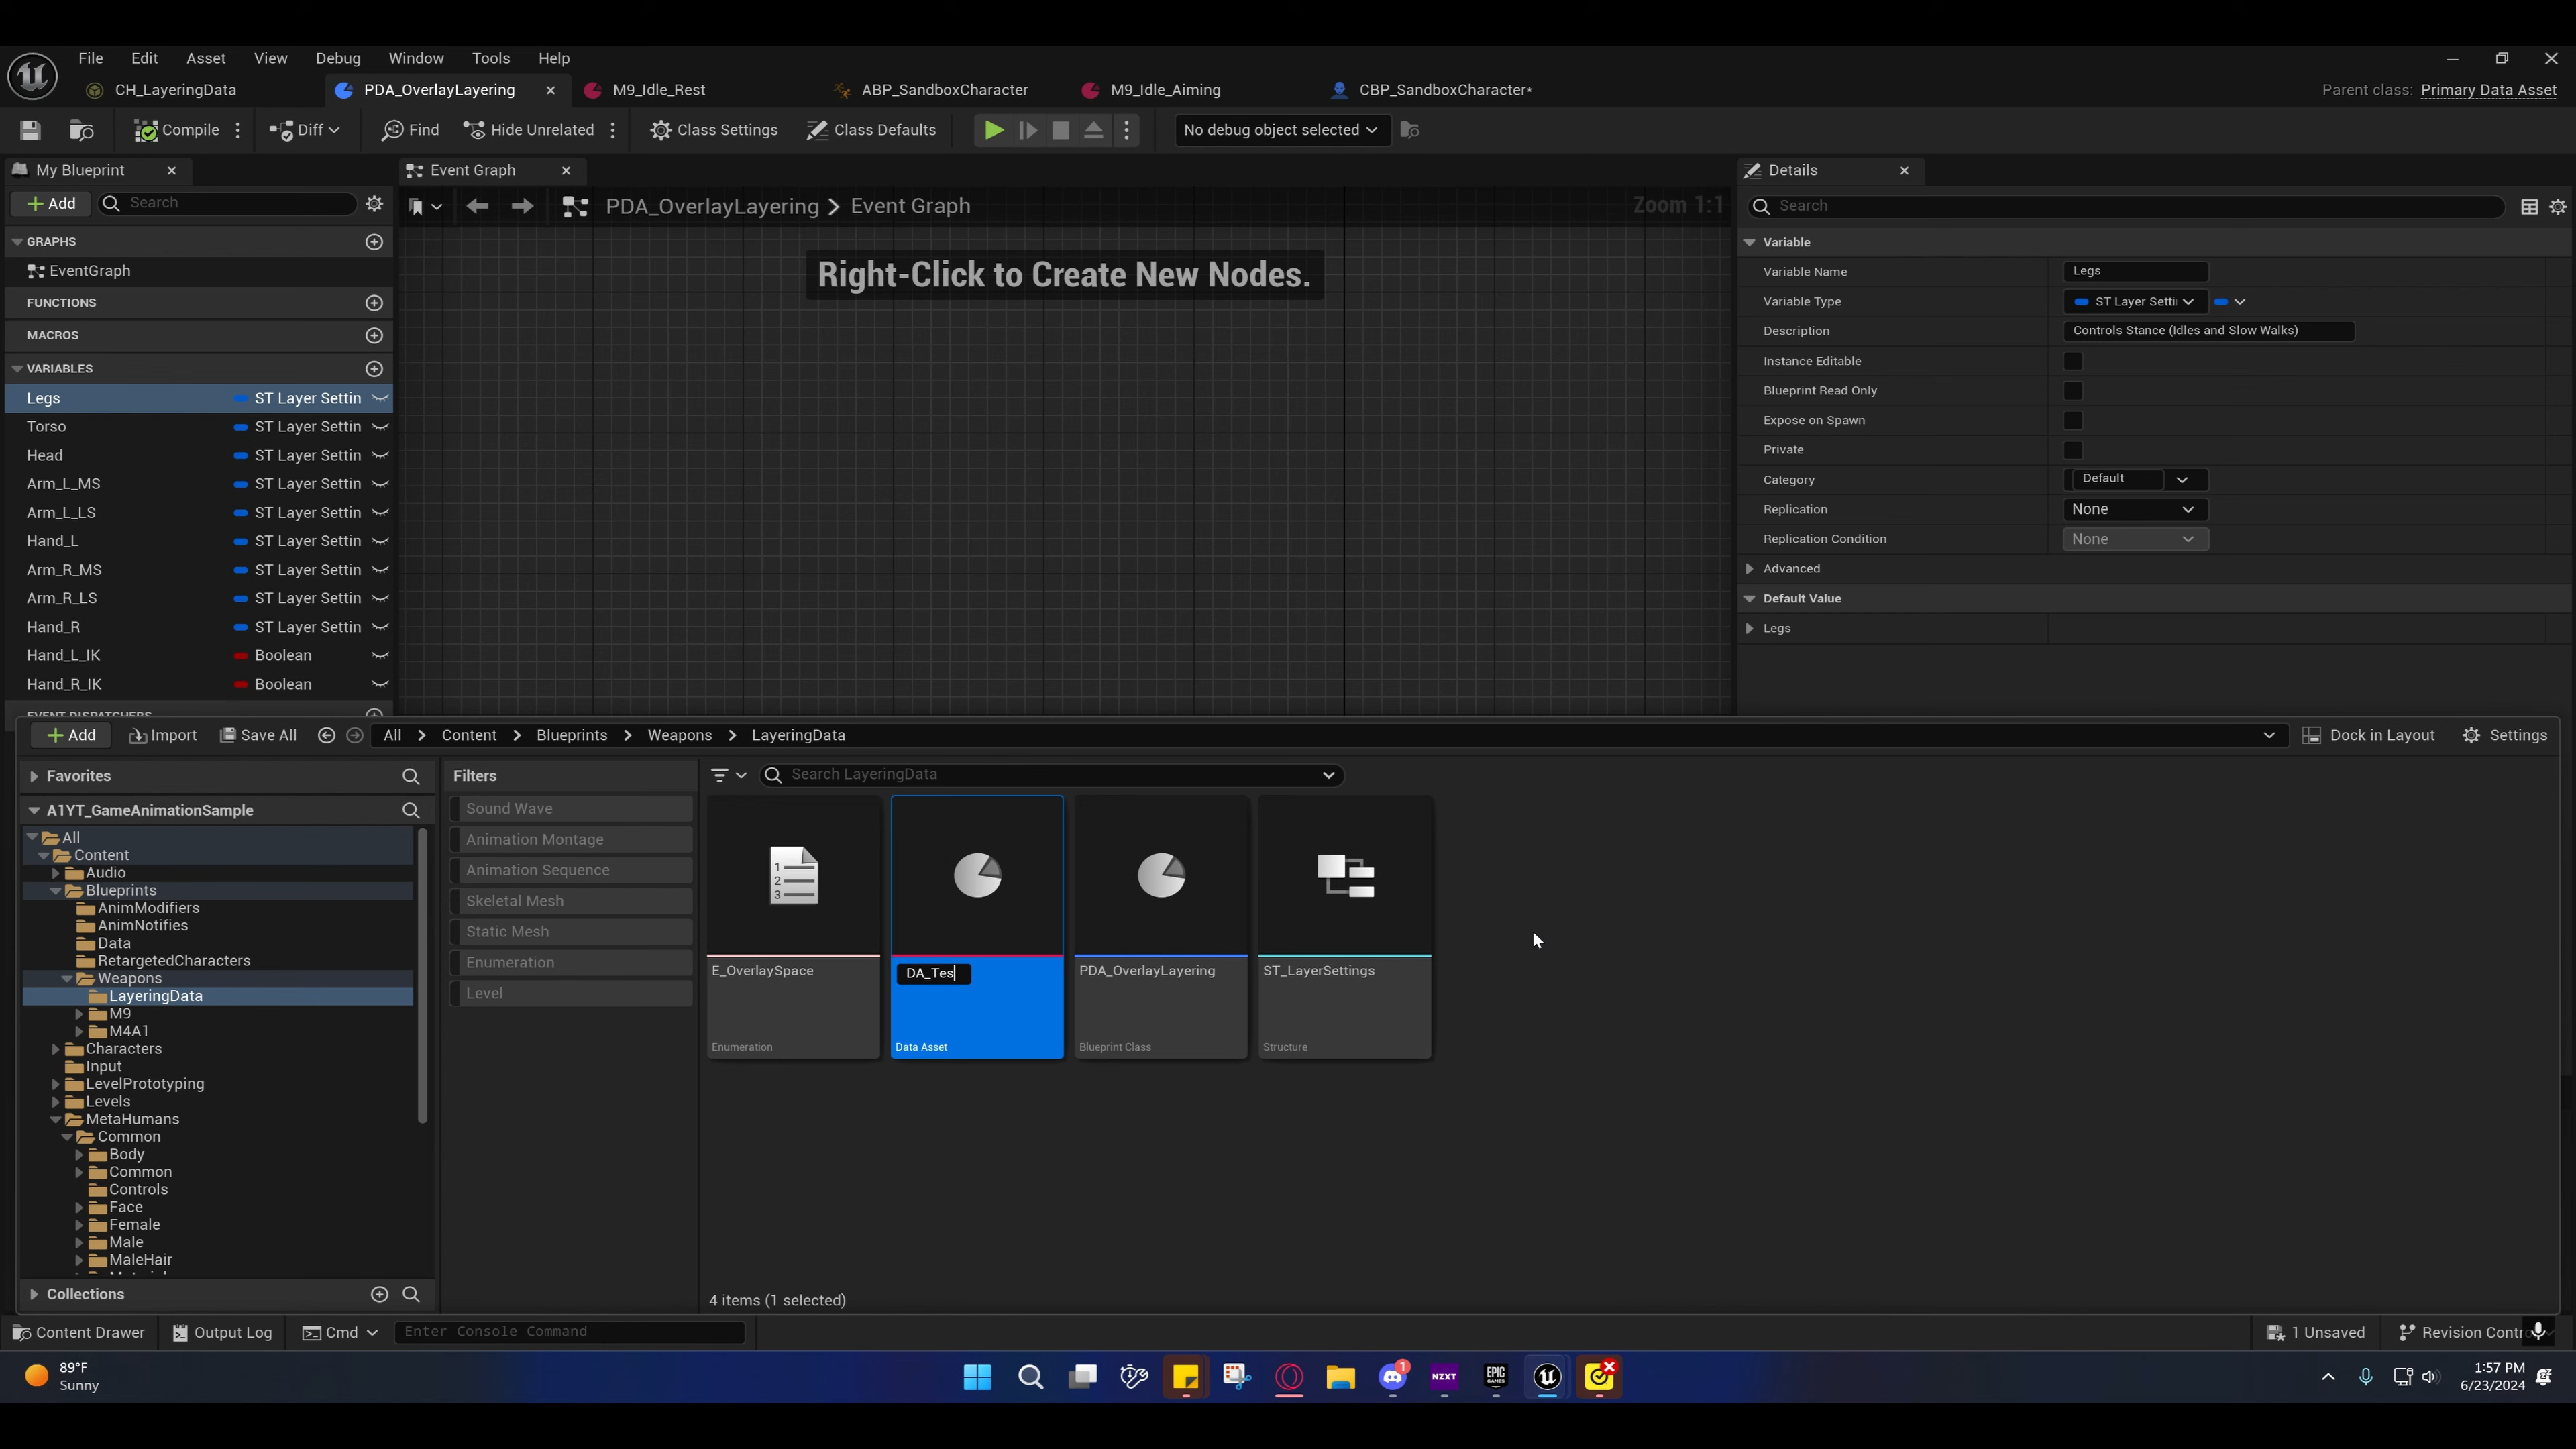 File Edit Asset View Debug Window Tools Help
CH_LayeringData PDA_OverlayLayering M9_Idle_Rest ABP_SandboxCharacter M9_Idle_Aiming CBP_SandboxCharacter* Parent class: Primary Data Asset
Compile Diff Find Hide Unrelated Class Settings Class Defaults No debug object selected
My Blueprint Event Graph Details
Add Search PDA_OverlayLayering > Event Graph Zoom 1:1 Search
GRAPHS
EventGraph
FUNCTIONS
MACROS
VARIABLES
Legs ST Layer Settin
Torso ST Layer Settin
Head ST Layer Settin
Arm_L_MS ST Layer Settin
Arm_L_LS ST Layer Settin
Hand_L ST Layer Settin
Arm_R_MS ST Layer Settin
Arm_R_LS ST Layer Settin
Hand_R ST Layer Settin
Hand_L_IK Boolean
Hand_R_IK Boolean
EVENT DISPATCHERS
Right-Click to Create New Nodes.
Variable
Variable Name Legs
Variable Type ST Layer Setti
Description Controls Stance (Idles and Slow Walks)
Instance Editable
Blueprint Read Only
Expose on Spawn
Private
Category Default
Replication None
Replication Condition None
Advanced
Default Value
Legs
Add Import Save All All > Content > Blueprints > Weapons > LayeringData Dock in Layout Settings
Favorites
A1YT_GameAnimationSample
All
Content
Audio
Blueprints
AnimModifiers
AnimNotifies
Data
RetargetedCharacters
Weapons
LayeringData
M9
M4A1
Characters
Input
LevelPrototyping
Levels
MetaHumans
Common
Body
Common
Controls
Face
Female
Male
MaleHair
Collections
Filters
Sound Wave
Animation Montage
Animation Sequence
Skeletal Mesh
Static Mesh
Enumeration
Level
Search LayeringData
1
2
3
E_OverlaySpace DA_Tes PDA_OverlayLayering ST_LayerSettings
Enumeration Data Asset Blueprint Class Structure
4 items (1 selected)
Content Drawer Output Log Cmd Enter Console Command 1 Unsaved Revision Contr
89°F
Sunny
1
NZXT
EPIC
GAMES
1:57 PM
6/23/2024